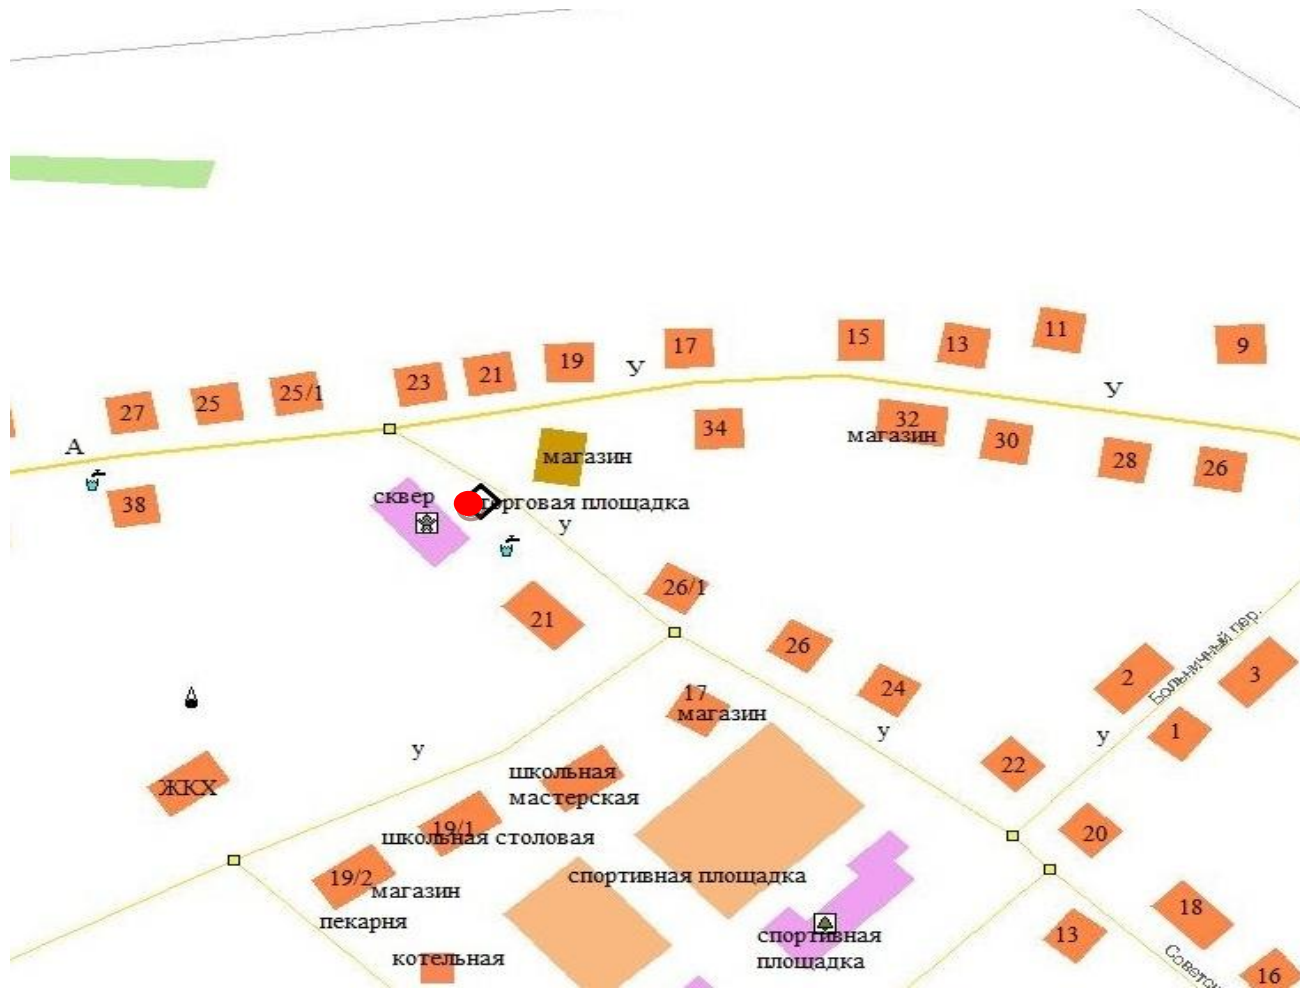 11
15
13
9
17
19
У
21
23
25/1
25
27
У
32
магазин
34
30
28
26
А
магазин
38
сквер
торговая площадка
у
26/1
21
26
24
2
Больничный пер.
3
17
магазин
у
у
1
у
22
ЖКХ
школьная
мастерская
19/1
школьная столовая
20
19/2
магазин
спортивная площадка
пекарня
18
13
спортивная
площадка
котельная
16